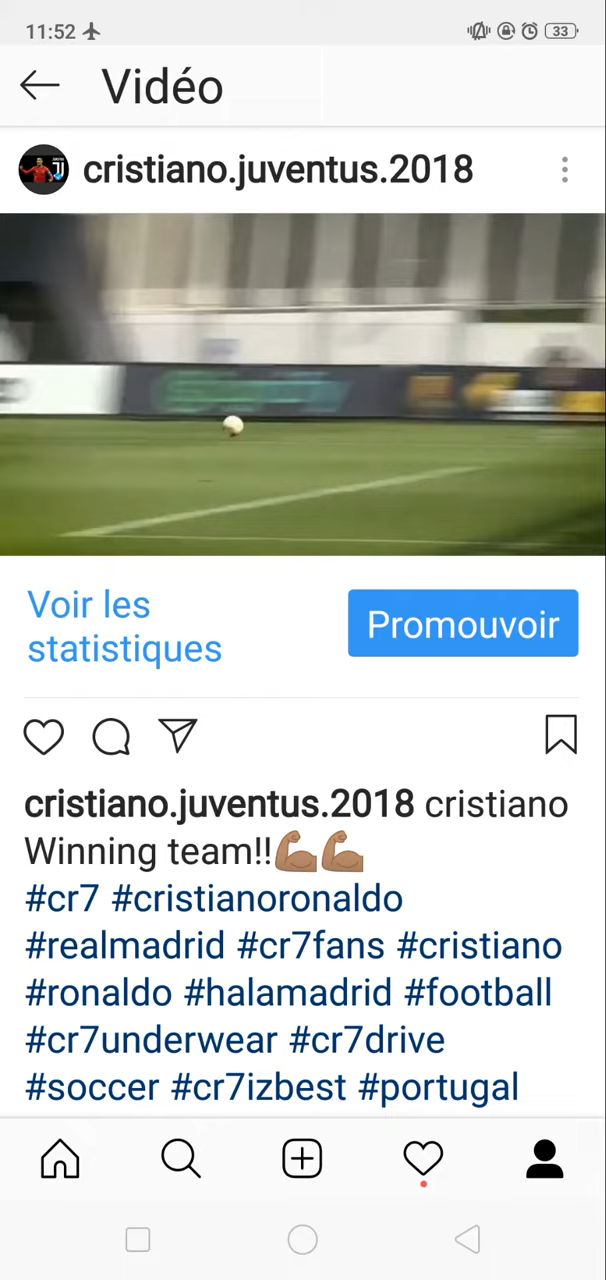 11:52
33
Vidéo
cristiano.juventus.2018
Voir les
statistiques
Promouvoir
cristiano.juventus.2018 cristiano
Winning team!!💪🏽💪🏽
#cr7 #cristianoronaldo
#realmadrid #cr7fans #cristiano
#ronaldo #halamadrid #football
#cr7underwear #cr7drive
#soccer #cr7izbest #portugal